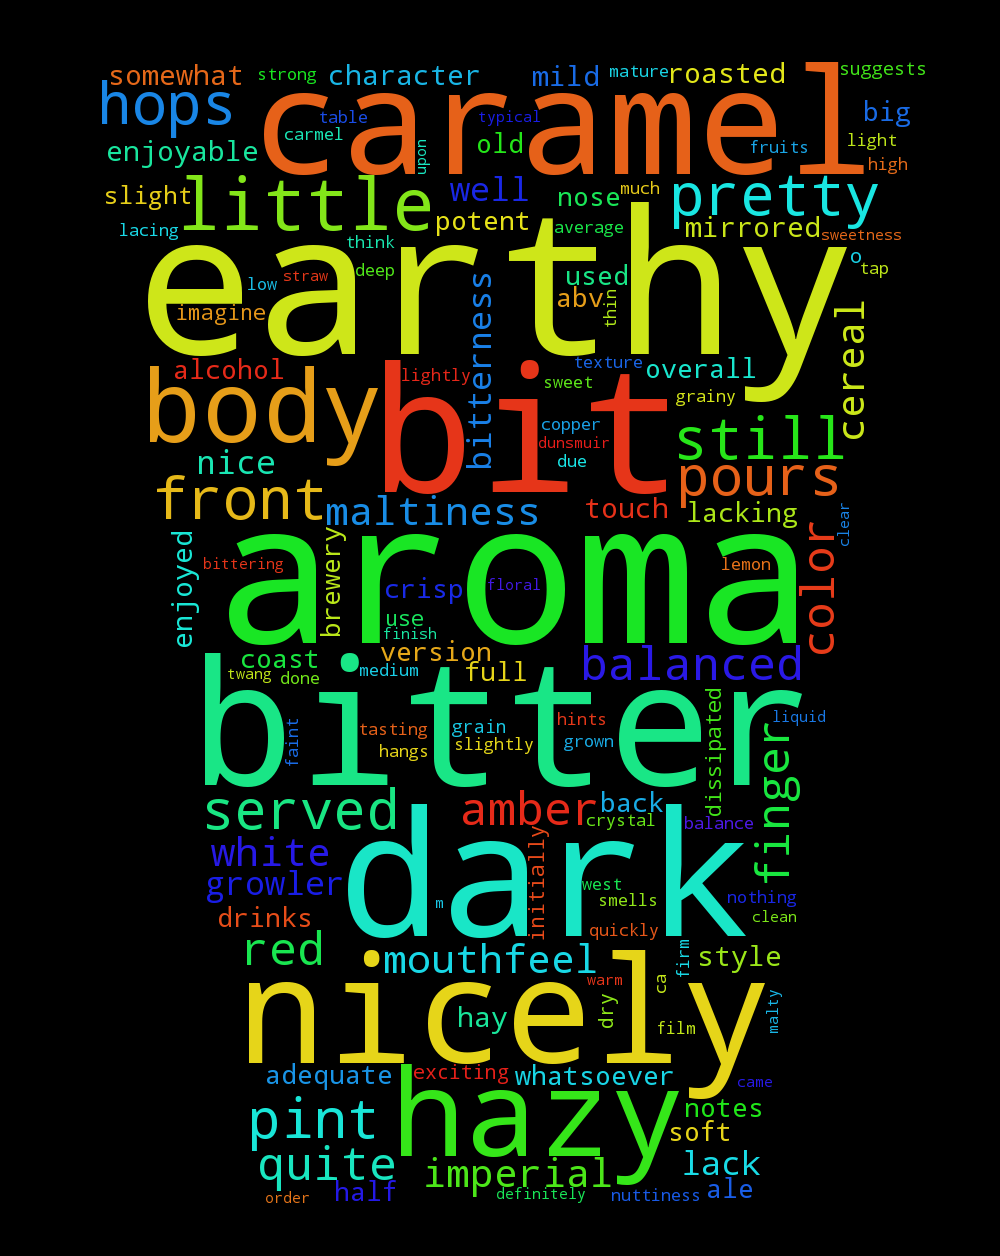 somewhat strong character mild mature roasted suggests
hops caramel table typical big
carmel old fruits light
enjoyable upon high
slight little well nose much pretty
lacing potent average mirrored sweetness
earthy think o
low straw deep used tap
imagine abv thin
bitterness cereal
alcohol lightly texture overall
body bit sweet grainy
copper still
nice dunsmuir due
front pours
maltiness touch lacking
enjoyed brewery aroma color clear
bittering lemon
crisp floral
use
finish
coast version balanced
twang done medium full
bitter dissipated liquid
faint tasting grain hints finger
hangs slightly grown
served amber back
crystal balance
white dark initially
growler west nothing
m smells
drinks quickly clean
red mouthfeel firm style
nicely warm ca
hay dry film malty
adequate exciting whatsoever came
pint hazy notes
soft
quite imperial lack
order half definitely nuttiness ale